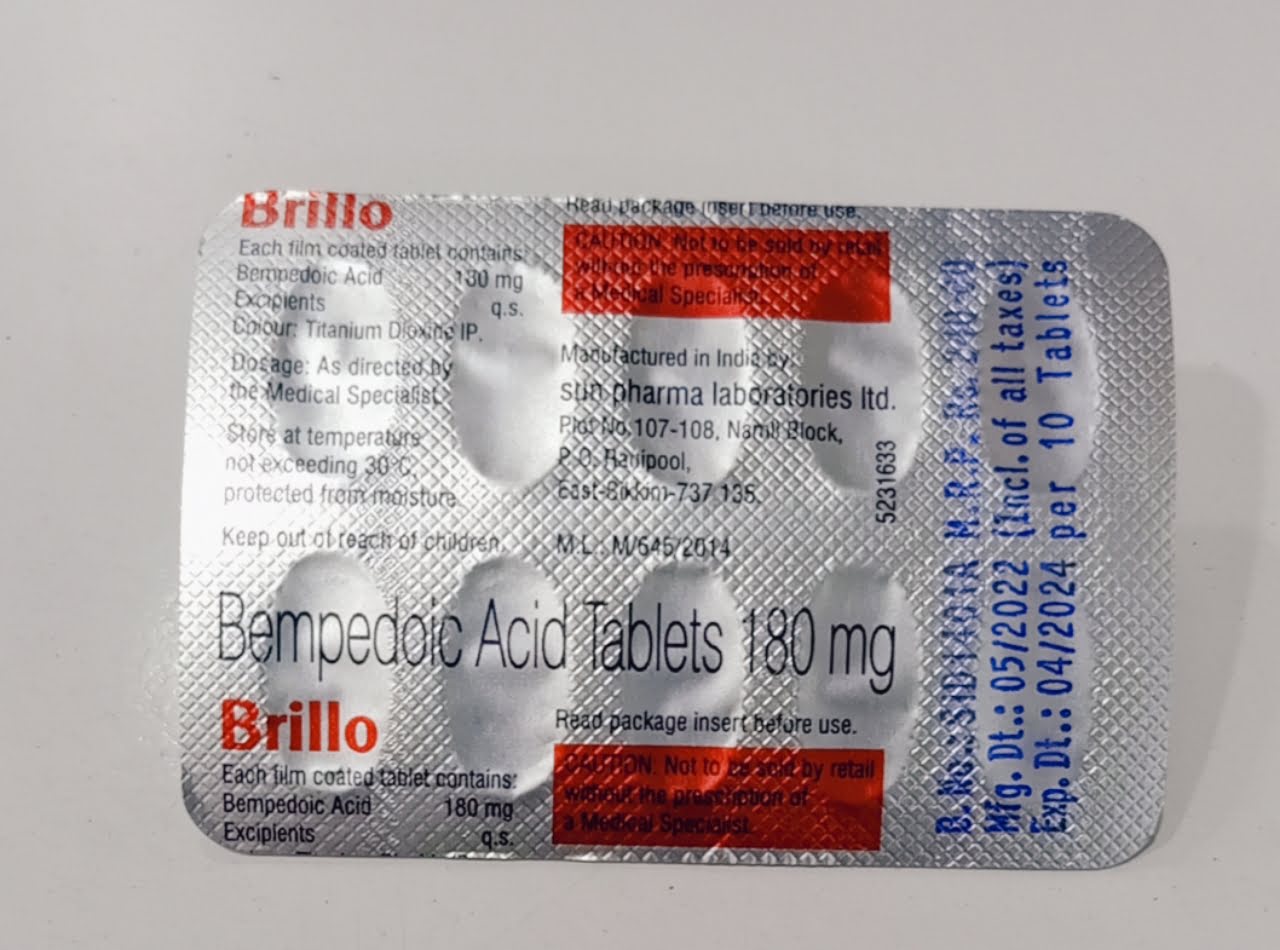 Brillo
Each film coated tablet contains:
Bempedoic Acid 180 mg
Excipients q.s.
Colour: Titanium Dioxide IP.
Dosage: As directed by
the Medical Specialist.
Store at temperature
not exceeding 30°C,
protected from moisture
Keep out of reach of children.
Read package insert before use.
CAUTION: Not to be sold by retail
without the prescription of
a Medical Specialist.
Manufactured in India by
sun pharma laboratories ltd.
Plot No. 107-108, Namli Block,
P.O. Ranipool,
East-Sikkim-737 135.
M.L.: M/645/2014
5231633
Bempedoic Acid Tablets 180 mg
Brillo
Each film coated tablet contains:
Bempedoic Acid 180 mg
Excipients q.s.
Read package insert before use.
CAUTION: Not to be sold by retail
without the prescription of
a Medical Specialist.
B. No.: M.R.P. Rs.
Mfg. Dt.: 05/2022 (Incl. of all taxes)
Exp. Dt.: 04/2024 per 10 Tablets